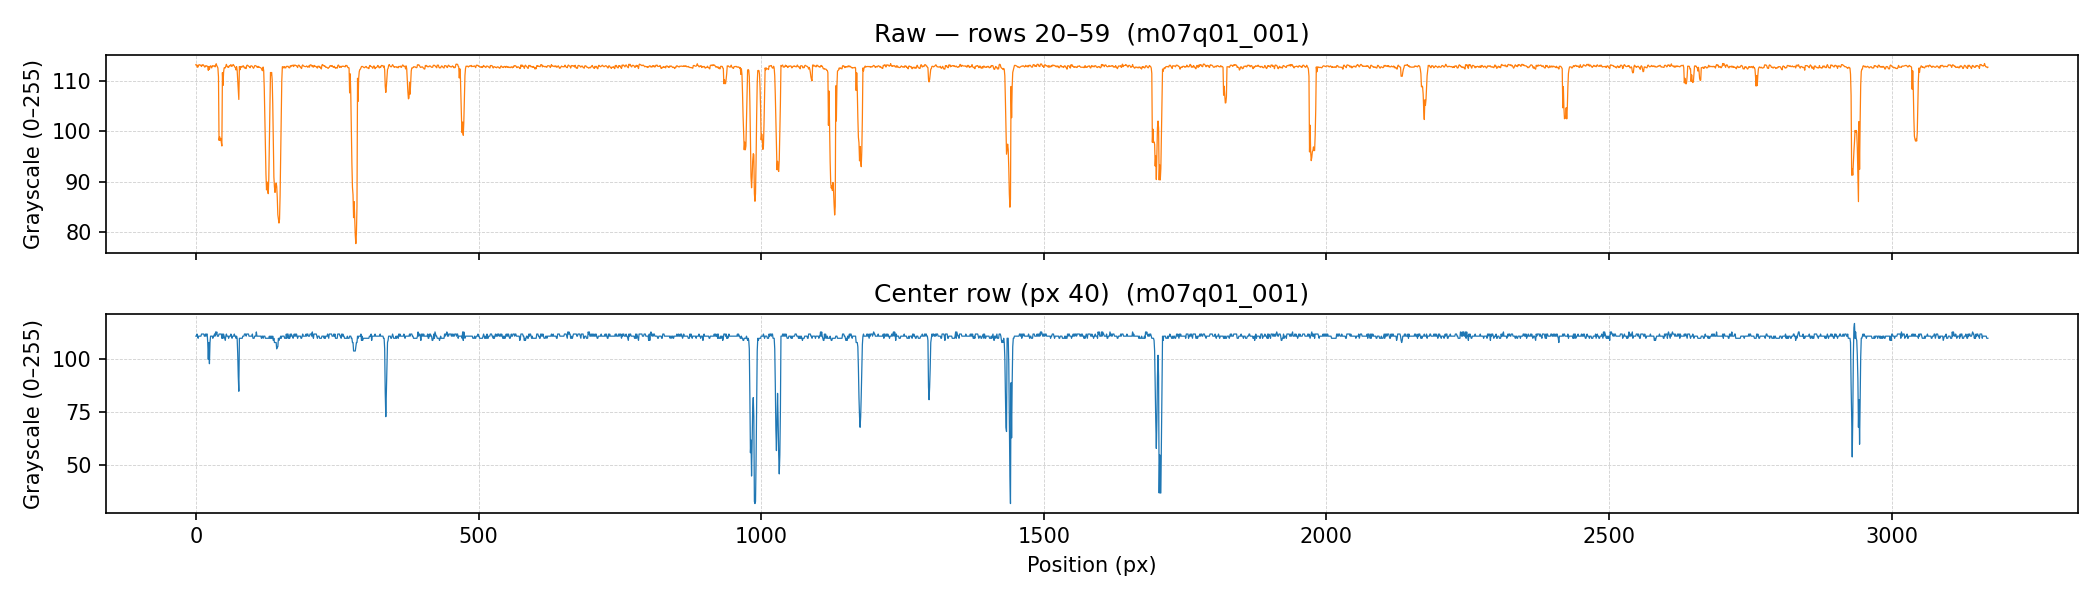 Raw — rows 20–59  (m07q01_001)
Grayscale (0–255)
110
100
90
80
Center row (px 40)  (m07q01_001)
Grayscale (0–255)
100
75
50
0 500 1000 1500 2000 2500 3000
Position (px)